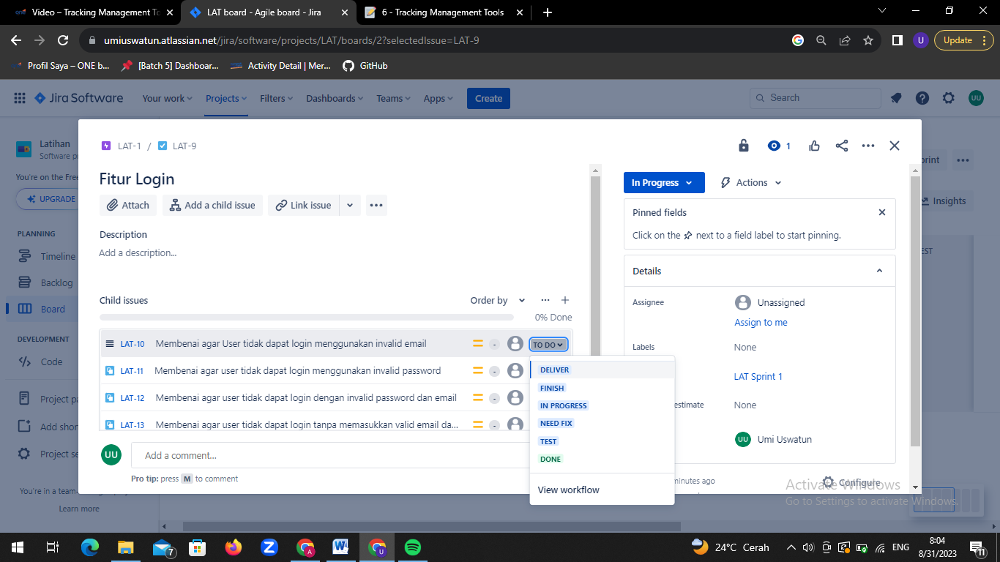 Video – Tracking Management To
LAT board - Agile board - Jira
6 - Tracking Management Tools
umiuswatun.atlassian.net/jira/software/projects/LAT/boards/2?selectedIssue=LAT-9
U
Update
Profil Saya – ONE b...
[Batch 5] Dashboar...
Activity Detail | Mer...
GitHub
Jira Software
Your work
Projects
Filters
Dashboards
Teams
Apps
Create
Search
UU
Latihan
Software pr
You're on the Free
UPGRADE
PLANNING
Timeline
Backlog
Board
DEVELOPMENT
Code
Project pa
Add shor
Project se
You're in a team-
Learn more
LAT-1 / LAT-9
1
Fitur Login
Attach
Add a child issue
Link issue
Description
Add a description...
Child issues
Order by
0% Done
LAT-10 Membenai agar User tidak dapat login menggunakan invalid email - TO DO
LAT-11 Membenai agar user tidak dapat login menggunakan invalid password -
LAT-12 Membenai agar user tidak dapat login dengan invalid password dan email -
LAT-13 Membenai agar User tidak dapat login tanpa memasukkan valid email da... -
DELIVER
FINISH
IN PROGRESS
NEED FIX
TEST
DONE
View workflow
UU
Add a comment...
Pro tip: press M to comment
In Progress
Actions
Pinned fields
Click on the next to a field label to start pinning.
Details
Assignee
Unassigned
Assign to me
Labels
None
LAT Sprint 1
estimate
None
UU Umi Uswatun
inutes ago
Configure
print
Insights
EST
Activate Windows
Go to Settings to activate Windows.
7
A
U
24°C Cerah
ENG
8:04
8/31/2023
11